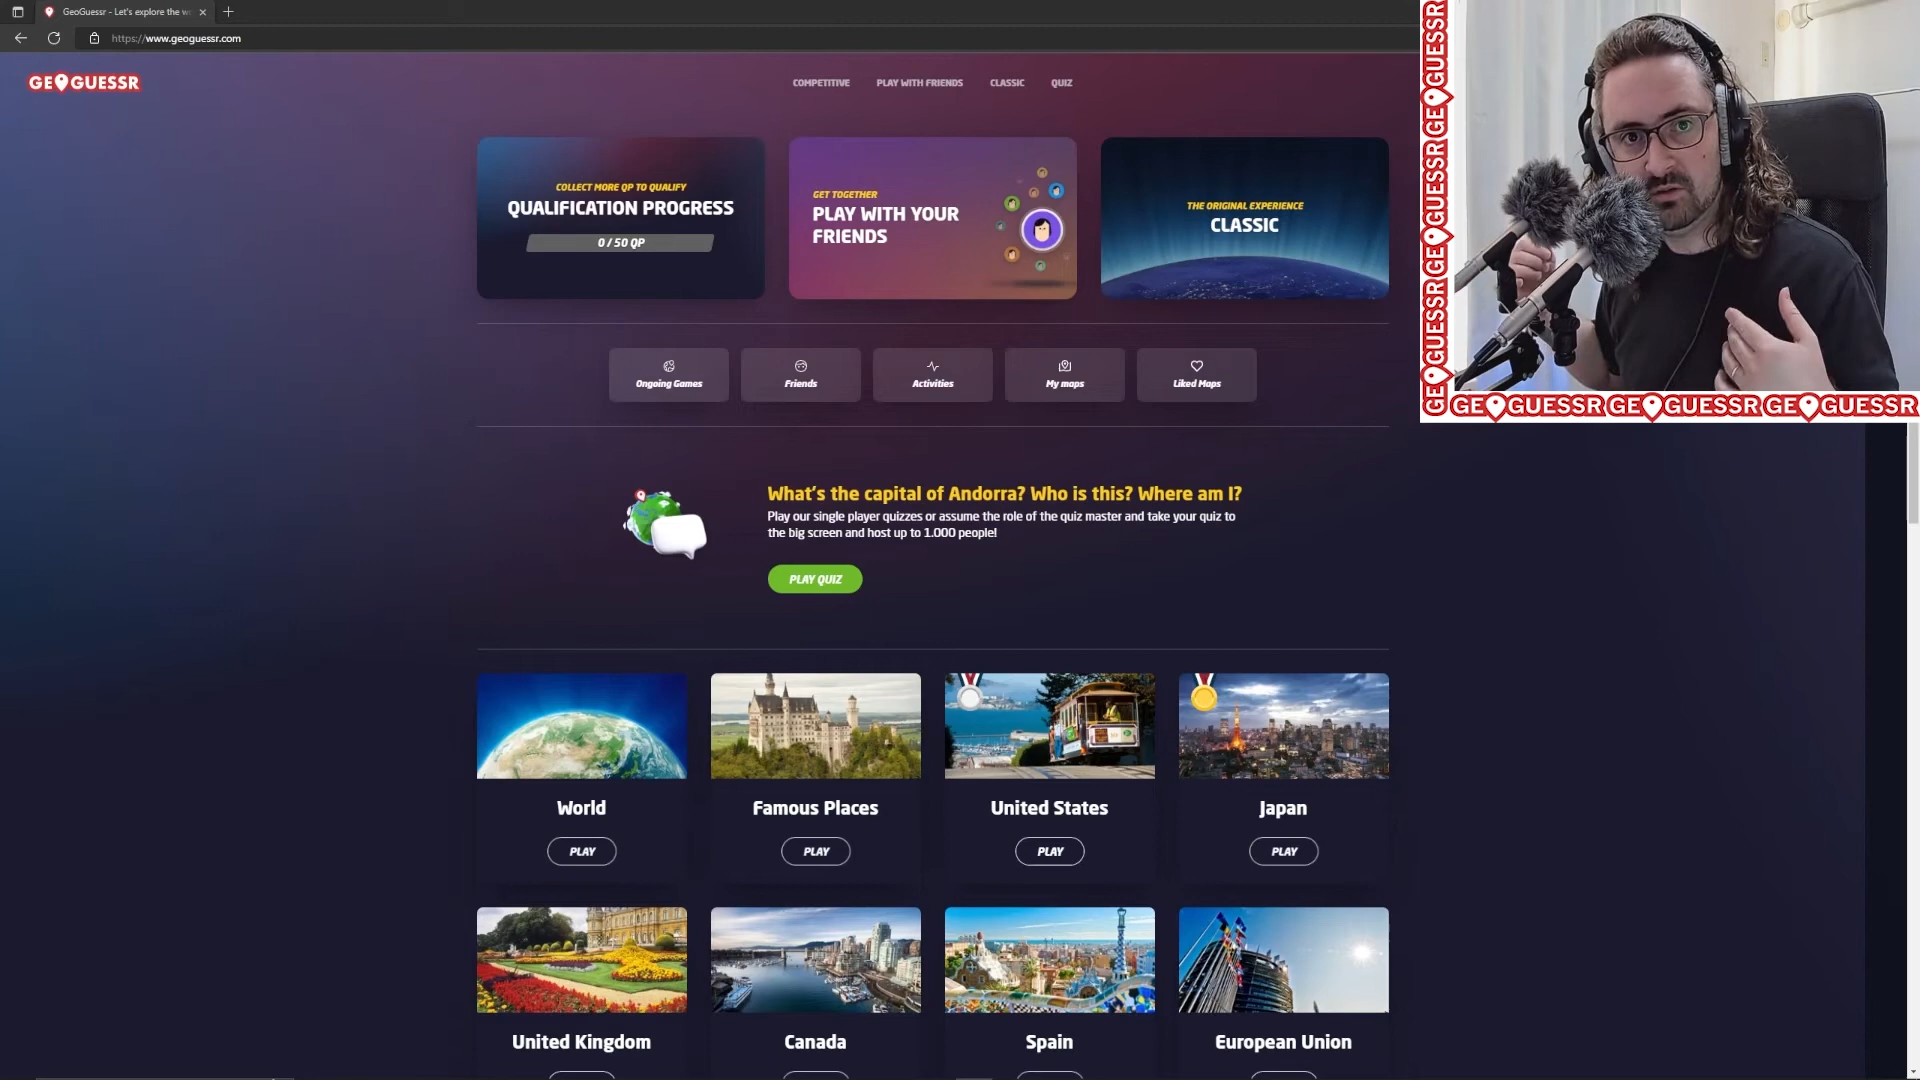 GeoGuessr - Let's explore the w
https://www.geoguessr.com
GEOGUESSR
COMPETITIVE
PLAY WITH FRIENDS
CLASSIC
QUIZ
COLLECT MORE QP TO QUALIFY
QUALIFICATION PROGRESS
0 / 50 QP
GET TOGETHER
PLAY WITH YOUR
FRIENDS
THE ORIGINAL EXPERIENCE
CLASSIC
Ongoing Games
Friends
Activities
My maps
Liked Maps
What's the capital of Andorra? Who is this? Where am I?
Play our single player quizzes or assume the role of the quiz master and take your quiz to
the big screen and host up to 1.000 people!
PLAY QUIZ
World
Famous Places
United States
Japan
PLAY
PLAY
PLAY
PLAY
United Kingdom
Canada
Spain
European Union
GEOGUESSR GEOGUESSR GEOGUESSR
GEOGUESSR GEOGUESSR GEOGUESSR